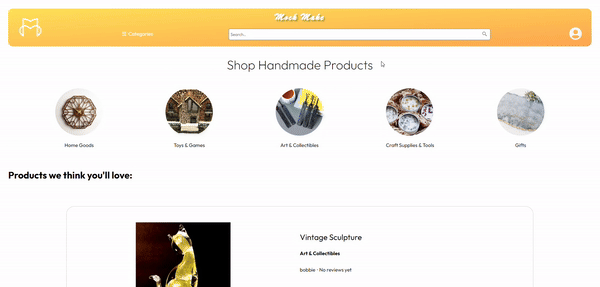 Mock Make
☰ Categories
Search...
Shop Handmade Products
Home Goods
Toys & Games
Art & Collectibles
Craft Supplies & Tools
Gifts
Products we think you'll love:
Vintage Sculpture
Art & Collectibles
bobbie · No reviews yet